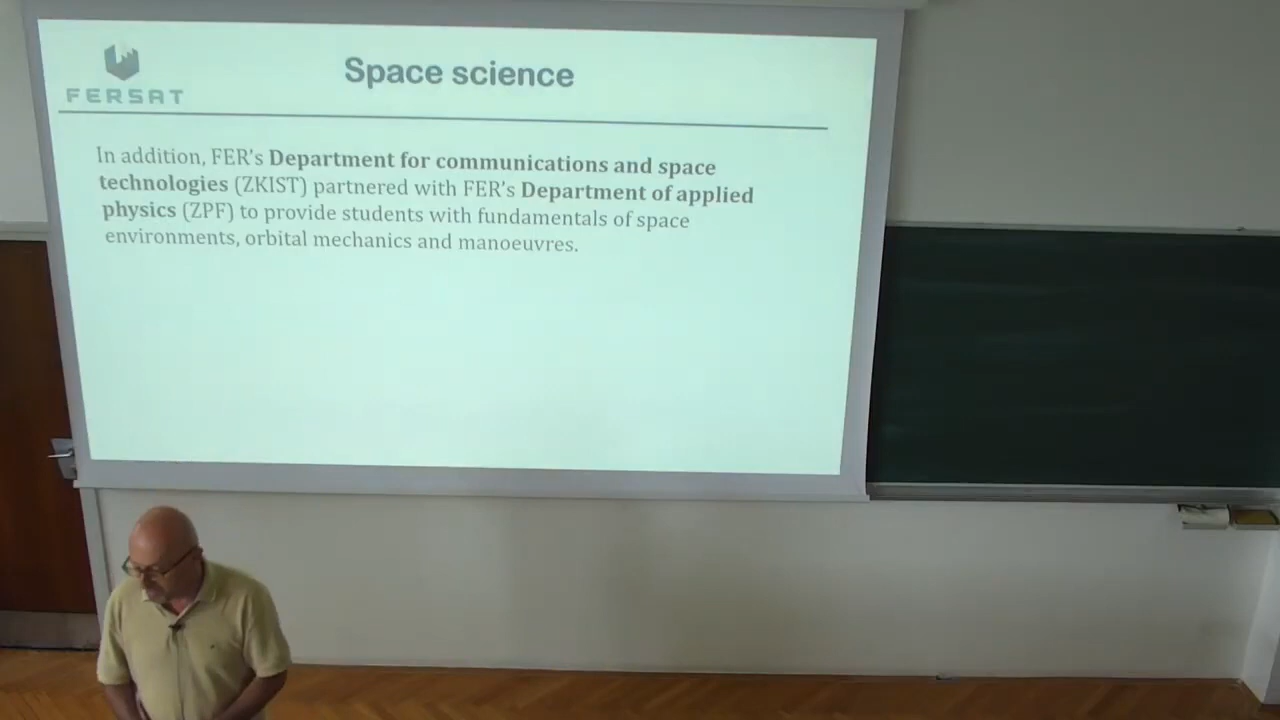 Space science
FERSAT
In addition, FER's Department for communications and space
technologies (ZKIST) partnered with FER's Department of applied
physics (ZPF) to provide students with fundamentals of space
environments, orbital mechanics and manoeuvres.